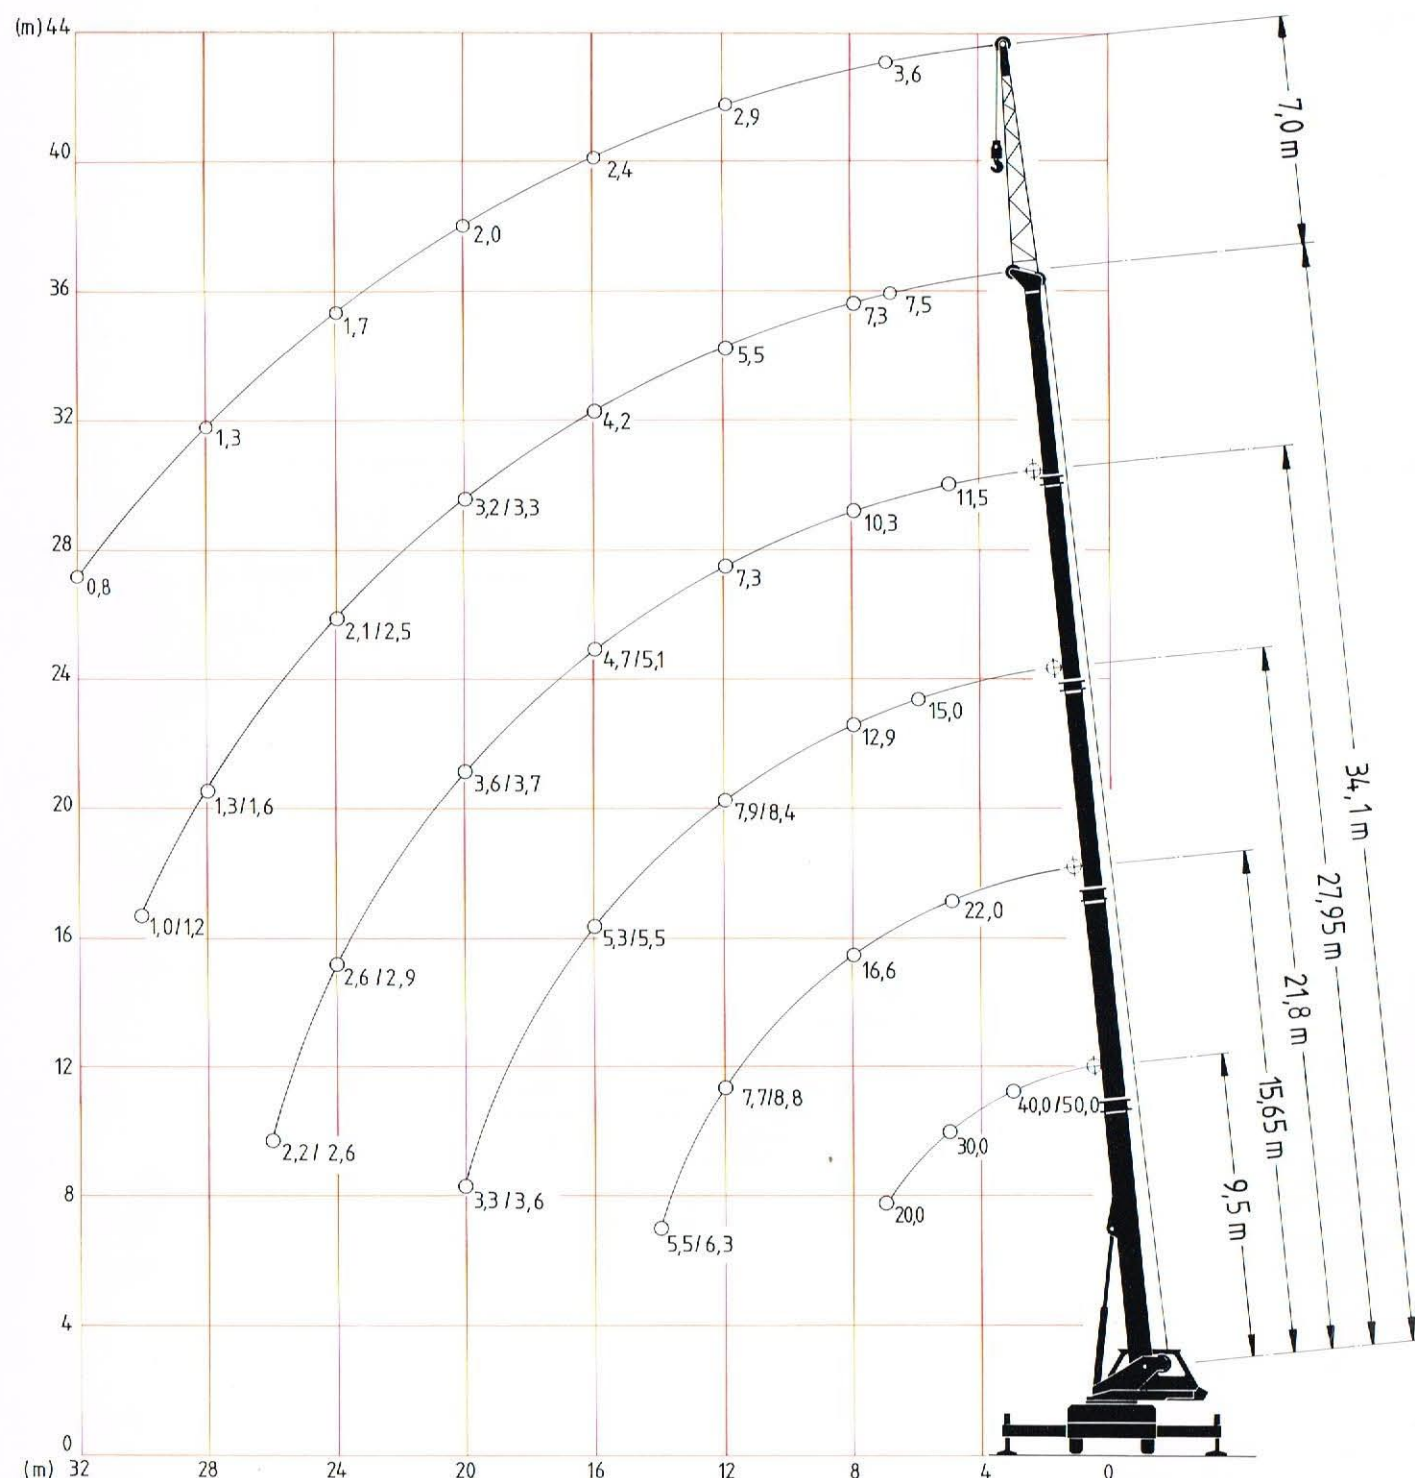 (m) 44
3,6
2,9
7,0 m
40
2,4
2,0
36
7,5
7,3
1,7
5,5
32
4,2
1,3
11,5
3,2 / 3,3
10,3
28
7,3
0,8
2,1 / 2,5
4,7 / 5,1
24
15,0
12,9
34,1 m
3,6 / 3,7
20
1,3 / 1,6
7,9 / 8,4
27,95 m
22,0
1,0 / 1,2
16
5,3 / 5,5
16,6
2,6 / 2,9
21,8 m
12
7,7 / 8,8
40,0 / 50,0
15,65 m
30,0
2,2 / 2,6
8
3,3 / 3,6
20,0
9,5 m
5,5 / 6,3
4
0
(m) 32 28 24 20 16 12 8 4 0